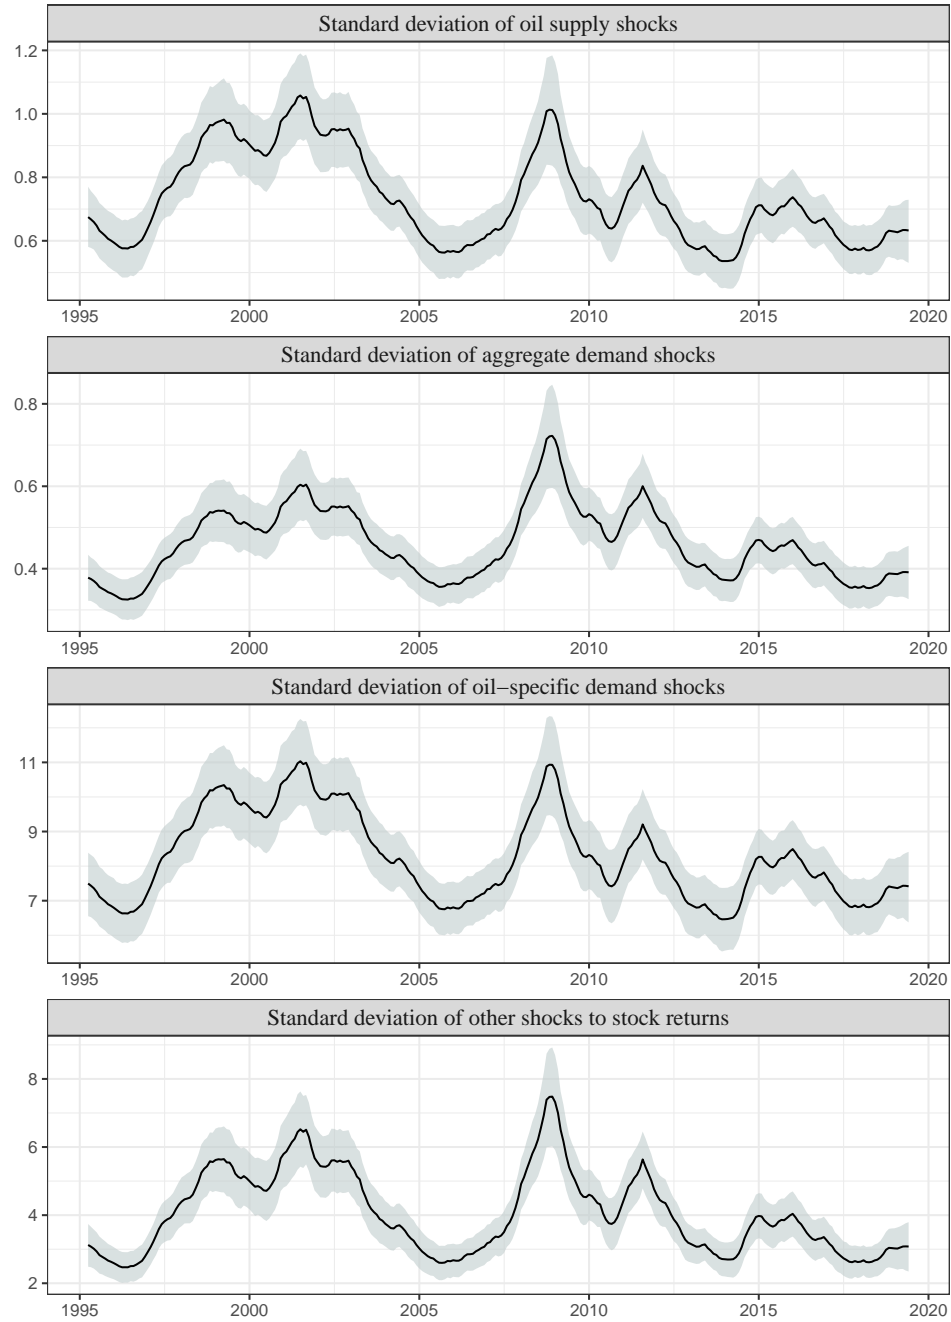 Standard deviation of oil supply shocks
1.2
1.0
0.8
0.6
1995 2000 2005 2010 2015 2020
Standard deviation of aggregate demand shocks
0.8
0.6
0.4
1995 2000 2005 2010 2015 2020
Standard deviation of oil−specific demand shocks
11
9
7
1995 2000 2005 2010 2015 2020
Standard deviation of other shocks to stock returns
8
6
4
2
1995 2000 2005 2010 2015 2020